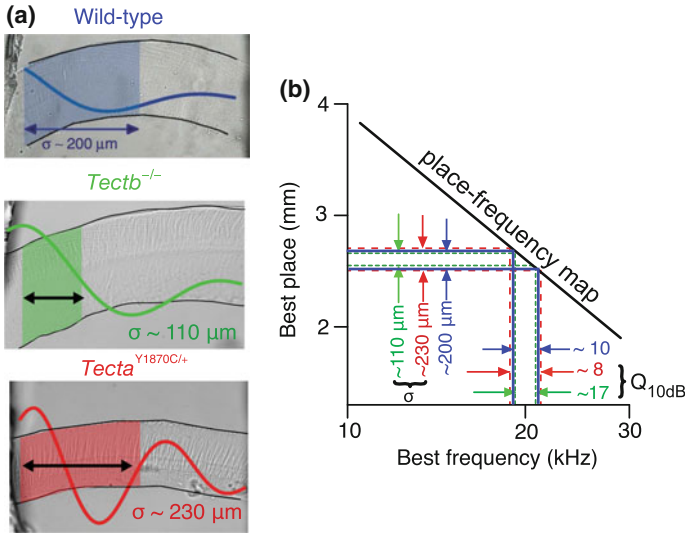 (a)
Wild-type
σ ~ 200 µm
Tectb–/–
σ ~ 110 µm
TectaY1870C/+
σ ~ 230 µm
(b)
Best place (mm)
4
3
2
place-frequency map
~110 µm
~230 µm
~200 µm
σ
~ 10
~ 8
~17
Q10dB
10
20
30
Best frequency (kHz)